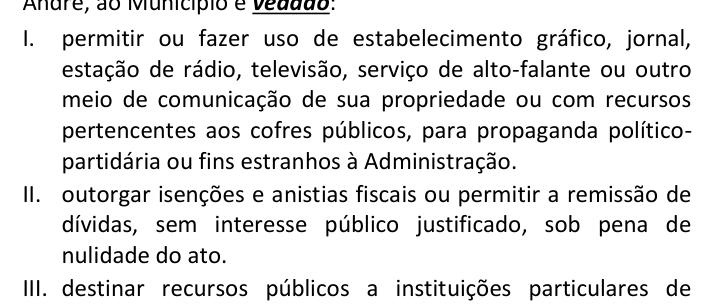 André, ao Município é vedado:
I. permitir ou fazer uso de estabelecimento gráfico, jornal,
estação de rádio, televisão, serviço de alto-falante ou outro
meio de comunicação de sua propriedade ou com recursos
pertencentes aos cofres públicos, para propaganda político-
partidária ou fins estranhos à Administração.
II. outorgar isenções e anistias fiscais ou permitir a remissão de
dívidas, sem interesse público justificado, sob pena de
nulidade do ato.
III. destinar recursos públicos a instituições particulares de